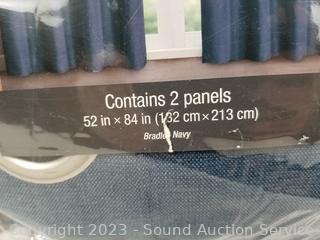 Contains 2 panels
52 in × 84 in (132 cm × 213 cm)
Bradley Navy
Copyright 2023 - Sound Auction Service